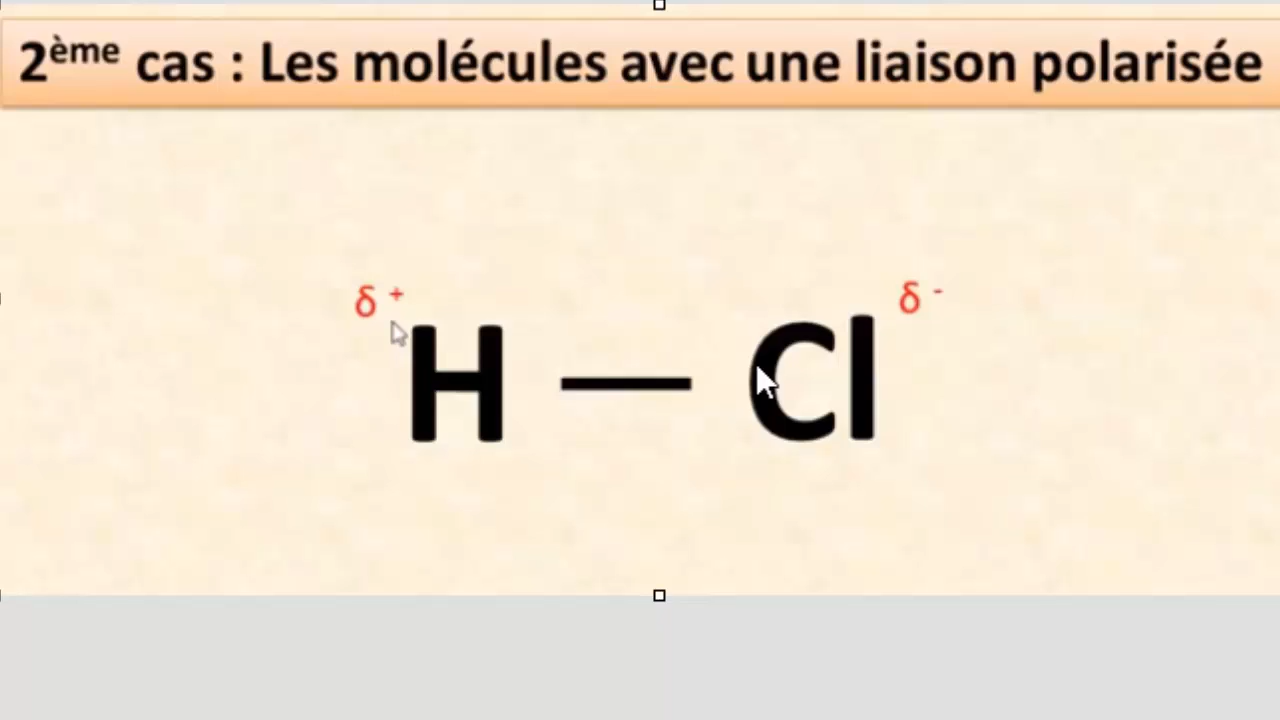 2ème cas : Les molécules avec une liaison polarisée
δ + δ -
H — Cl